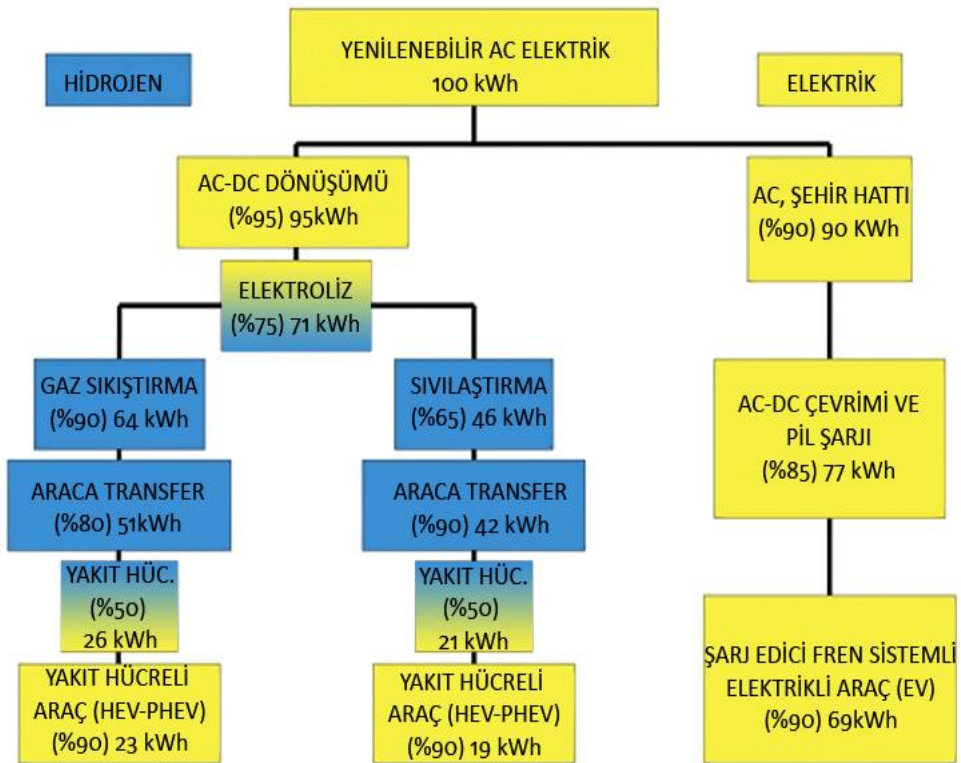 YENİLENEBİLİR AC ELEKTRİK
100 kWh
HİDROJEN
ELEKTRİK
AC-DC DÖNÜŞÜMÜ
(%95) 95kWh
AC, ŞEHİR HATTI
(%90) 90 KWh
ELEKTROLİZ
(%75) 71 kWh
GAZ SIKIŞTIRMA
(%90) 64 kWh
SIVILAŞTIRMA
(%65) 46 kWh
AC-DC ÇEVRİMİ VE
PİL ŞARJI
(%85) 77 kWh
ARACA TRANSFER
(%80) 51kWh
ARACA TRANSFER
(%90) 42 kWh
YAKIT HÜC.
(%50)
26 kWh
YAKIT HÜC.
(%50)
21 kWh
YAKIT HÜCRELİ
ARAÇ (HEV-PHEV)
(%90) 23 kWh
YAKIT HÜCRELİ
ARAÇ (HEV-PHEV)
(%90) 19 kWh
ŞARJ EDİCİ FREN SİSTEMLİ
ELEKTRİKLİ ARAÇ (EV)
(%90) 69kWh